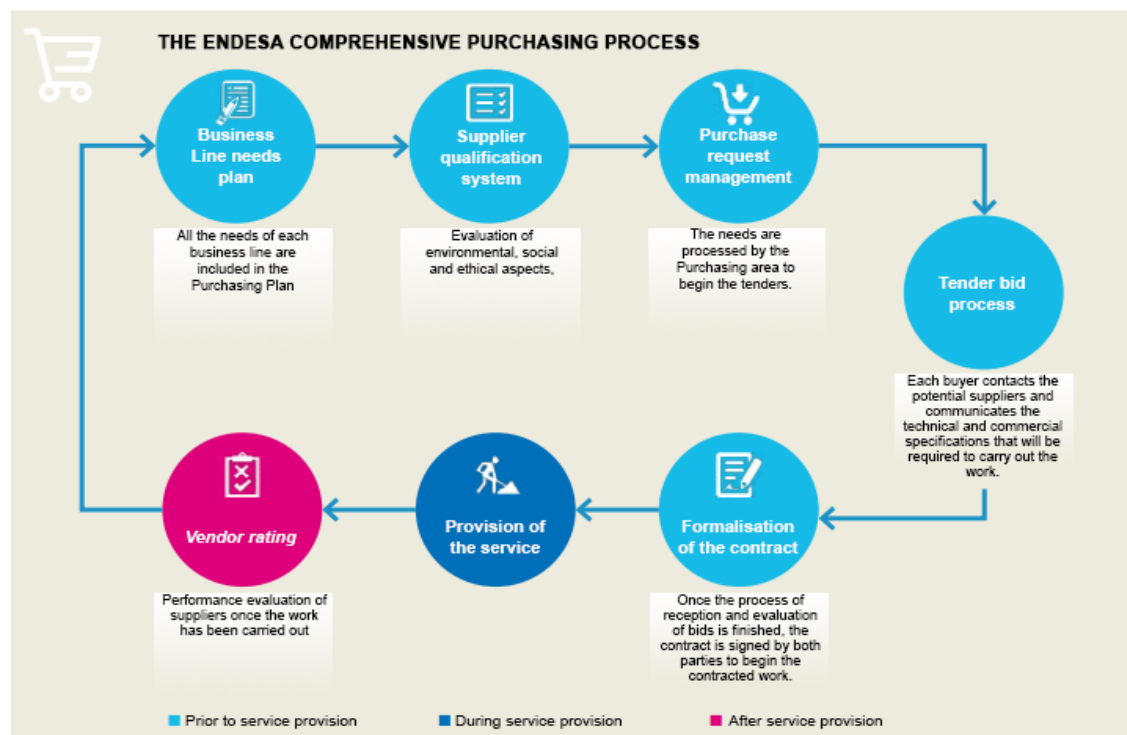 THE ENDESA COMPREHENSIVE PURCHASING PROCESS
Business
Line needs
plan
All the needs of each
business line are
included in the
Purchasing Plan
Supplier
qualification
system
Evaluation of
environmental, social
and ethical aspects,
Purchase
request
management
The needs are
processed by the
Purchasing area to
begin the tenders.
Tender bid
process
Each buyer contacts the
potential suppliers and
communicates the
technical and commercial
specifications that will be
required to carry out the
work.
Formalisation
of the contract
Once the process of
reception and evaluation
of bids is finished, the
contract is signed by both
parties to begin the
contracted work.
Provision of
the service
Vendor rating
Performance evaluation of
suppliers once the work
has been carried out
Prior to service provision
During service provision
After service provision